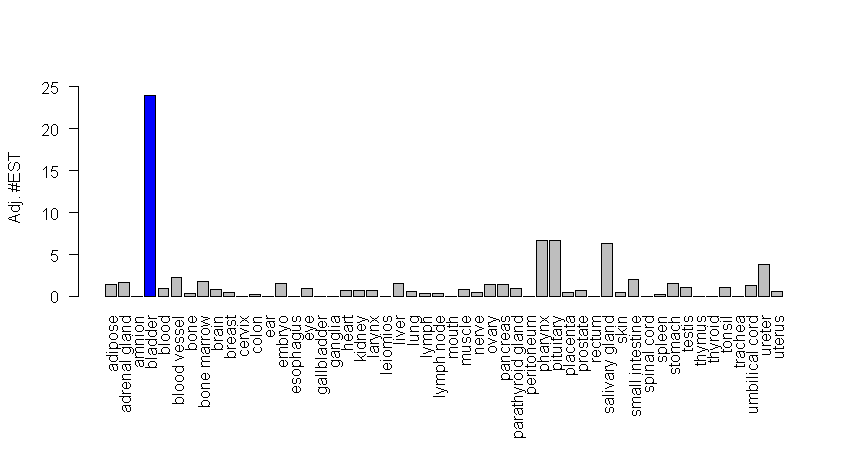 Adj. #EST
25
20
15
10
5
0
adipose
adrenal gland
amnion
bladder
blood
blood vessel
bone
bone marrow
brain
breast
cervix
colon
ear
embryo
esophagus
eye
gallbladder
ganglia
heart
kidney
larynx
leiomios
liver
lung
lymph
lymph node
mouth
muscle
nerve
ovary
pancreas
parathyroid gland
peritoneum
pharynx
pituitary
placenta
prostate
rectum
salivary gland
skin
small intestine
spinal cord
spleen
stomach
testis
thymus
thyroid
tonsil
trachea
umbilical cord
ureter
uterus